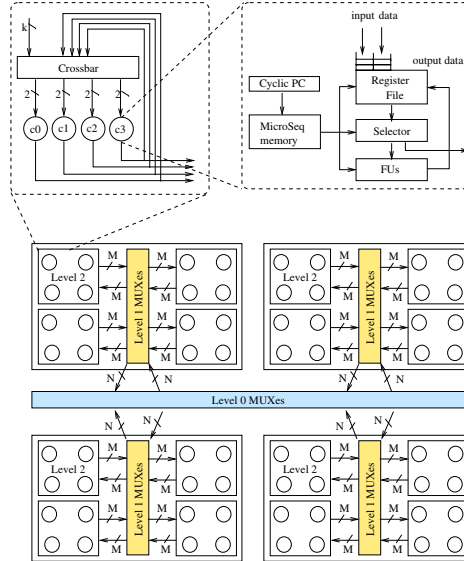 input data
k
output data
Crossbar
Register
File
Cyclic PC
2 2 2 2
MicroSeq
memory
Selector
c0 c1 c2 c3
FUs
M M M M
Level 2 Level 2
M M M M
Level 1 MUXes Level 1 MUXes
M M M M
M M M M
N N N N
Level 0 MUXes
N N N N
M M M M
Level 2 Level 2
M M M M
Level 1 MUXes Level 1 MUXes
M M M M
M M M M